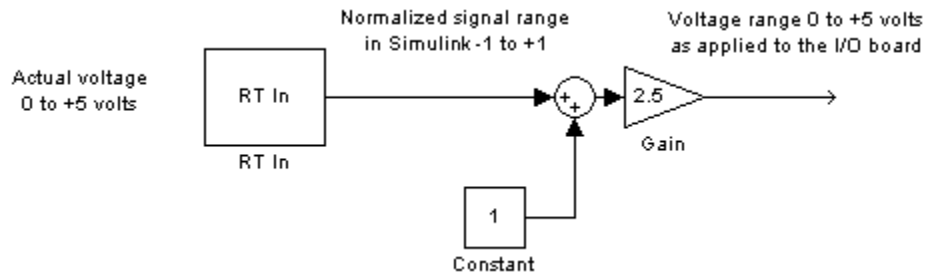 Normalized signal range
in Simulink -1 to +1
Voltage range 0 to +5 volts
as applied to the I/O board
Actual voltage
0 to +5 volts
RT In
RT In
+
+
2.5
Gain
1
Constant